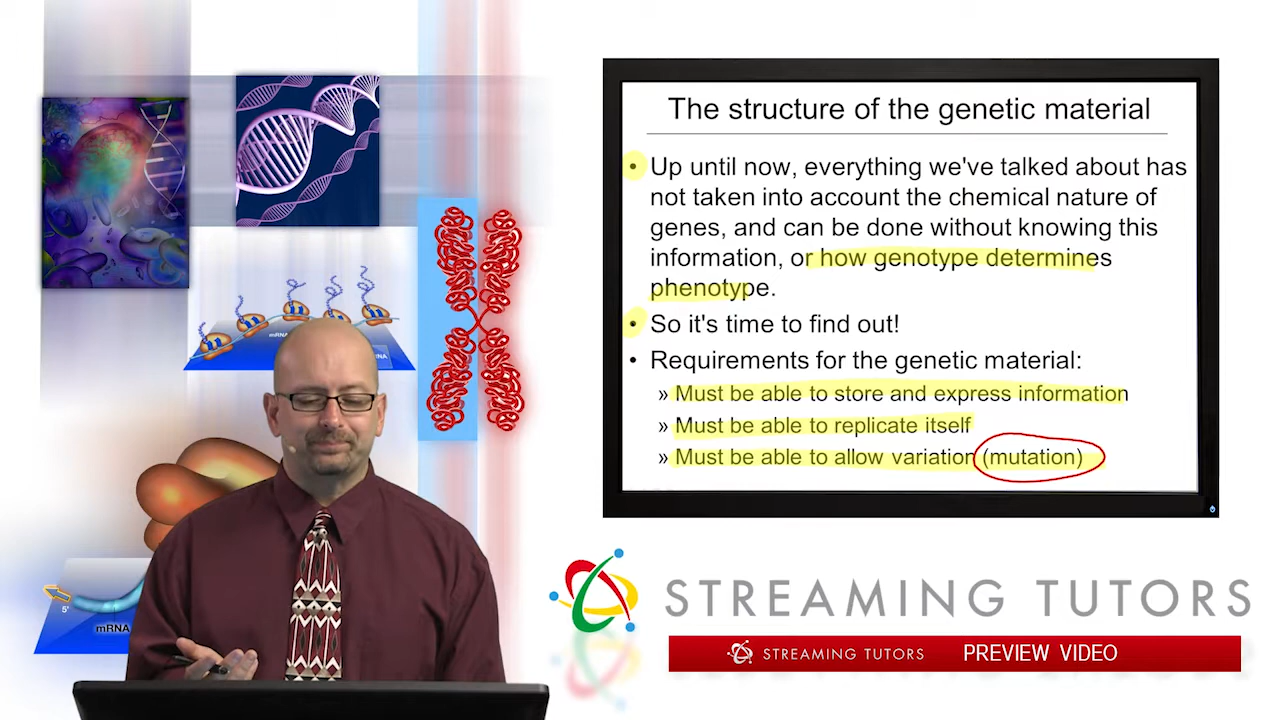 The structure of the genetic material
• Up until now, everything we've talked about has
not taken into account the chemical nature of
genes, and can be done without knowing this
information, or how genotype determines
phenotype.
• So it's time to find out!
• Requirements for the genetic material:
» Must be able to store and express information
» Must be able to replicate itself
» Must be able to allow variation (mutation)
mRNA
5'
mRNA
STREAMING TUTORS
STREAMING TUTORS PREVIEW VIDEO